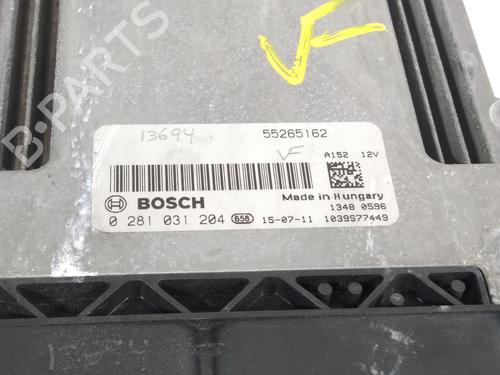 VF
13694 55265162
VF A152 12V
BOSCH Made in Hungary
1348 0596
0 281 031 204 658 15-07-11 1039S77449
13694
B-PARTS